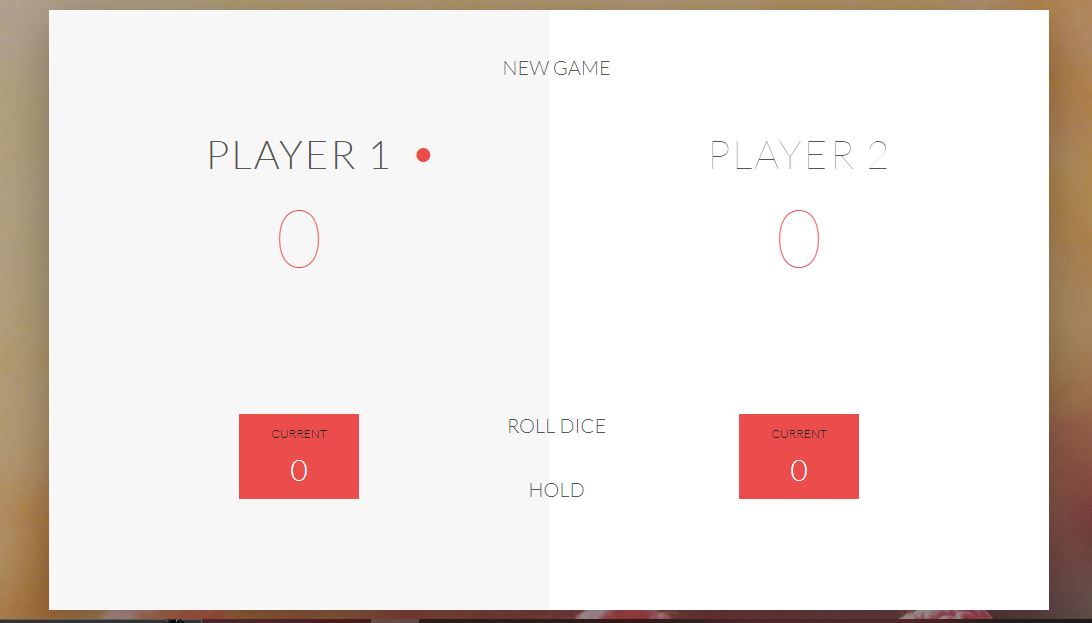 NEW GAME
PLAYER 1
PLAYER 2
0
0
ROLL DICE
CURRENT
0
CURRENT
0
HOLD